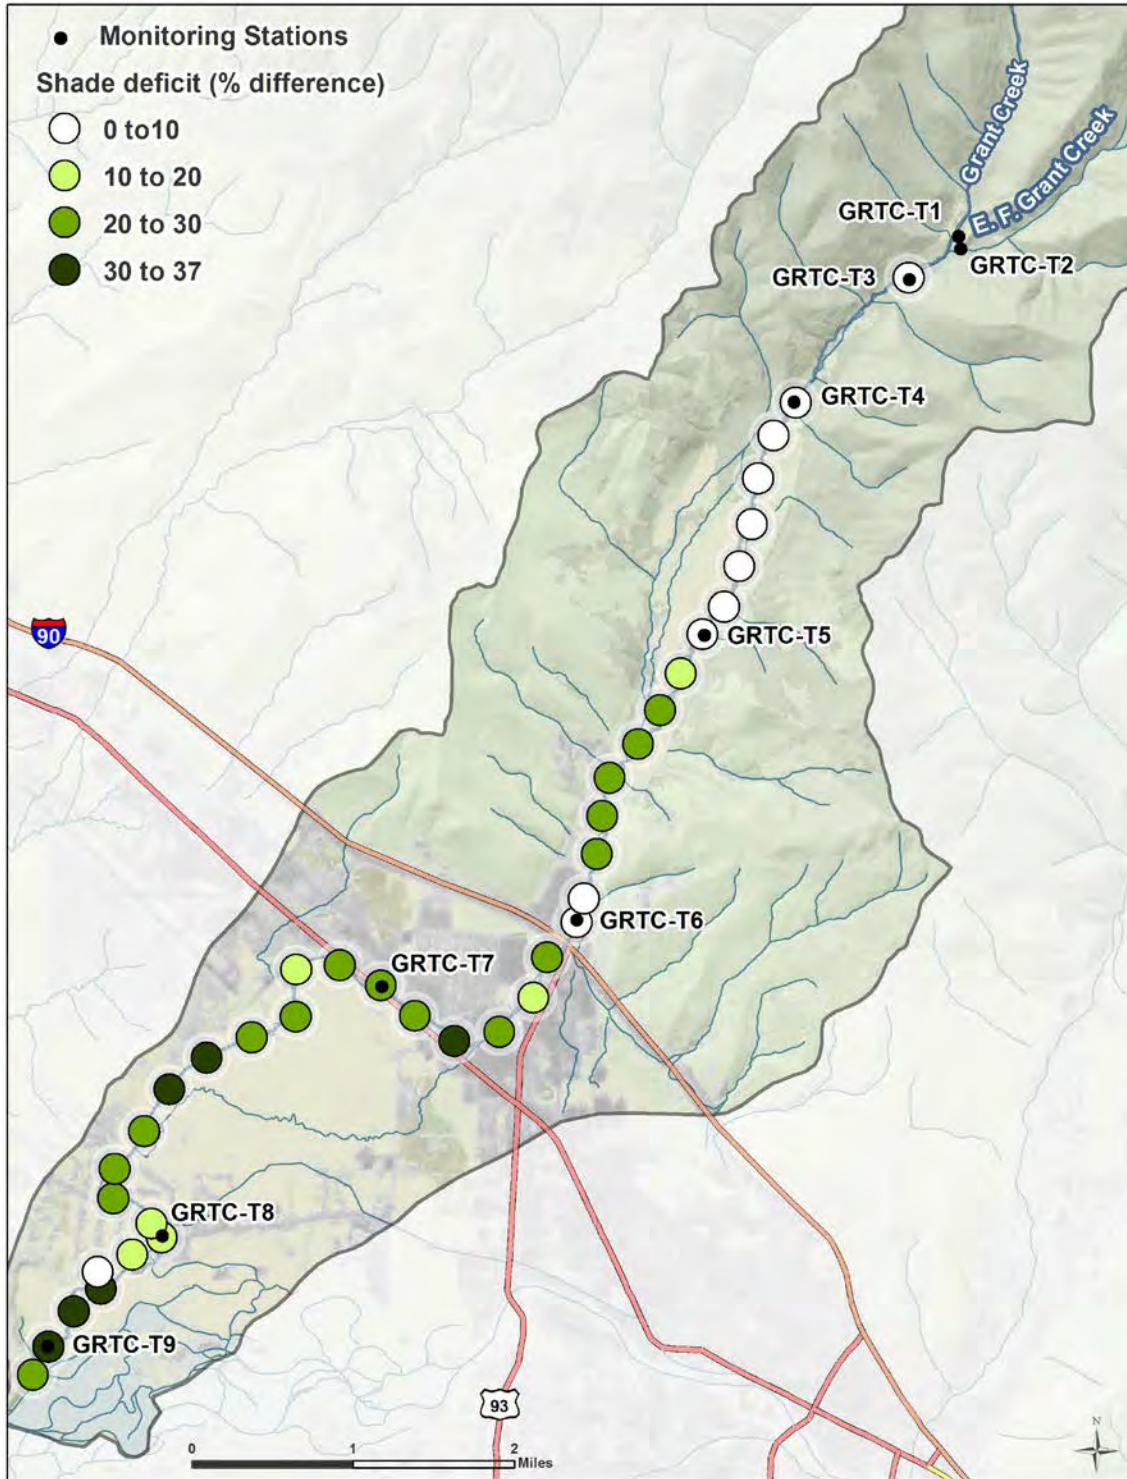 Monitoring Stations
Shade deficit (% difference)
0 to10
10 to 20
20 to 30
30 to 37
Grant Creek
E. F. Grant Creek
GRTC-T1
GRTC-T2
GRTC-T3
GRTC-T4
GRTC-T5
90
GRTC-T6
GRTC-T7
GRTC-T8
GRTC-T9
93
N
0 1 2
Miles